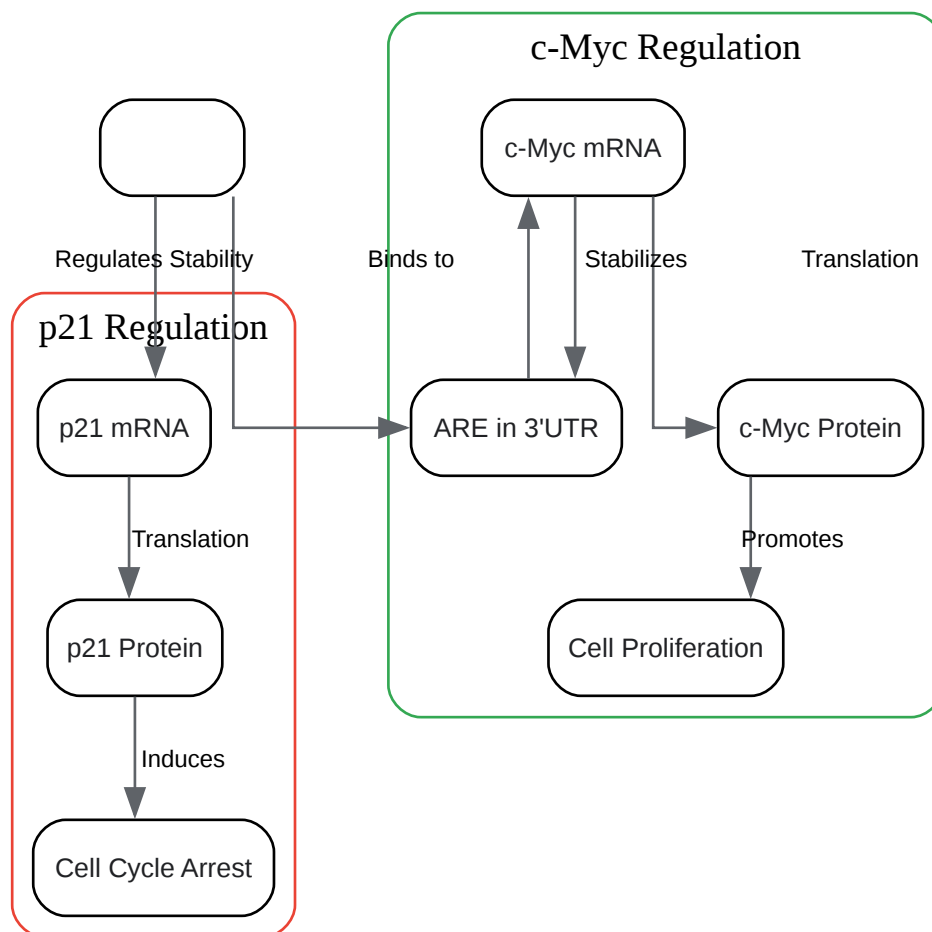 c-Myc Regulation
c-Myc mRNA
Regulates Stability
Binds to
Stabilizes
Translation
p21 Regulation
p21 mRNA
ARE in 3'UTR
c-Myc Protein
Translation
Promotes
p21 Protein
Cell Proliferation
Induces
Cell Cycle Arrest